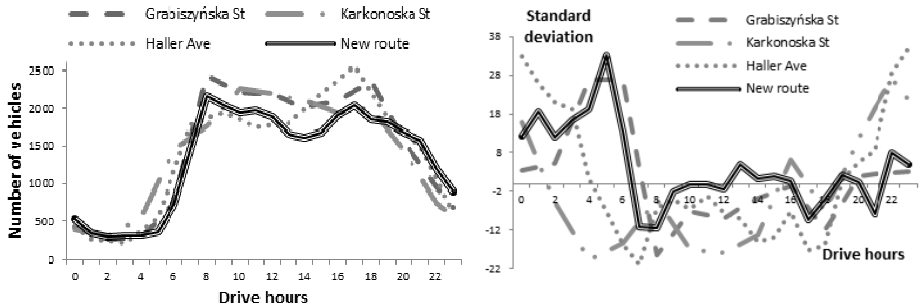 Grabiszyńska St Karkonoska St
Haller Ave New route
Number of vehicles
2500
2000
1500
1000
500
0
0 2 4 6 8 10 12 14 16 18 20 22
Drive hours
Standard
deviation
Grabiszyńska St
Karkonoska St
Haller Ave
New route
38
28
18
8
-2
-12
-22
0 2 4 6 8 10 12 14 16 18 20 22
Drive hours